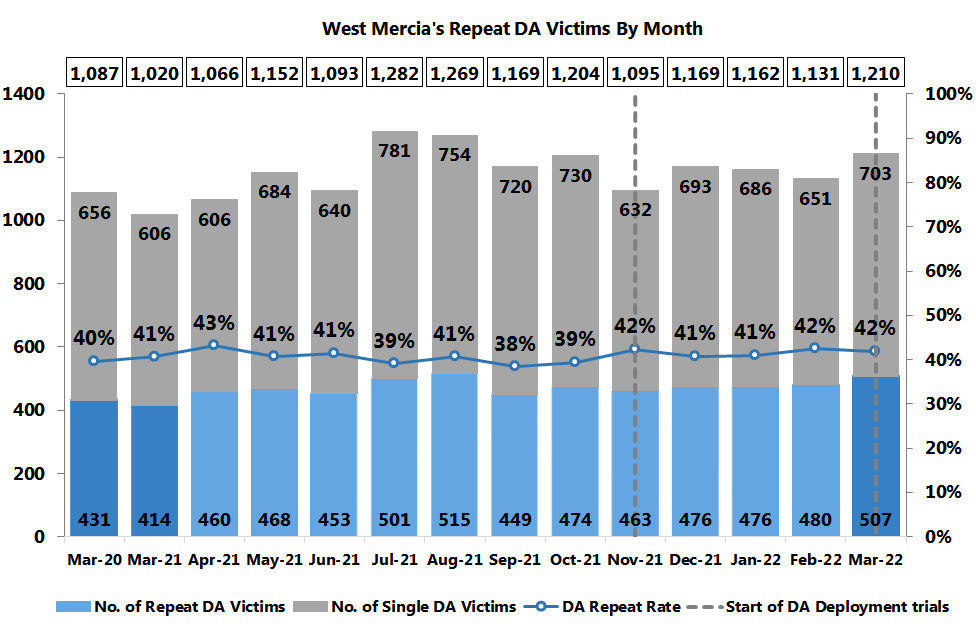 West Mercia's Repeat DA Victims By Month
1,087 1,020 1,066 1,152 1,093 1,282 1,269 1,169 1,204 1,095 1,169 1,162 1,131 1,210
1400 100%
90%
1200 781 754 703
730
720 693 686 80%
656 684 651
1000 606 606 640 632 70%
800 60%
50%
600 40% 41% 43% 41% 41% 39% 41% 38% 39% 42% 41% 41% 42% 42%
40%
400 30%
20%
200
10%
431 414 460 468 453 501 515 449 474 463 476 476 480 507
0 0%
Mar-20 Mar-21 Apr-21 May-21 Jun-21 Jul-21 Aug-21 Sep-21 Oct-21 Nov-21 Dec-21 Jan-22 Feb-22 Mar-22
No. of Repeat DA Victims No. of Single DA Victims DA Repeat Rate Start of DA Deployment trials